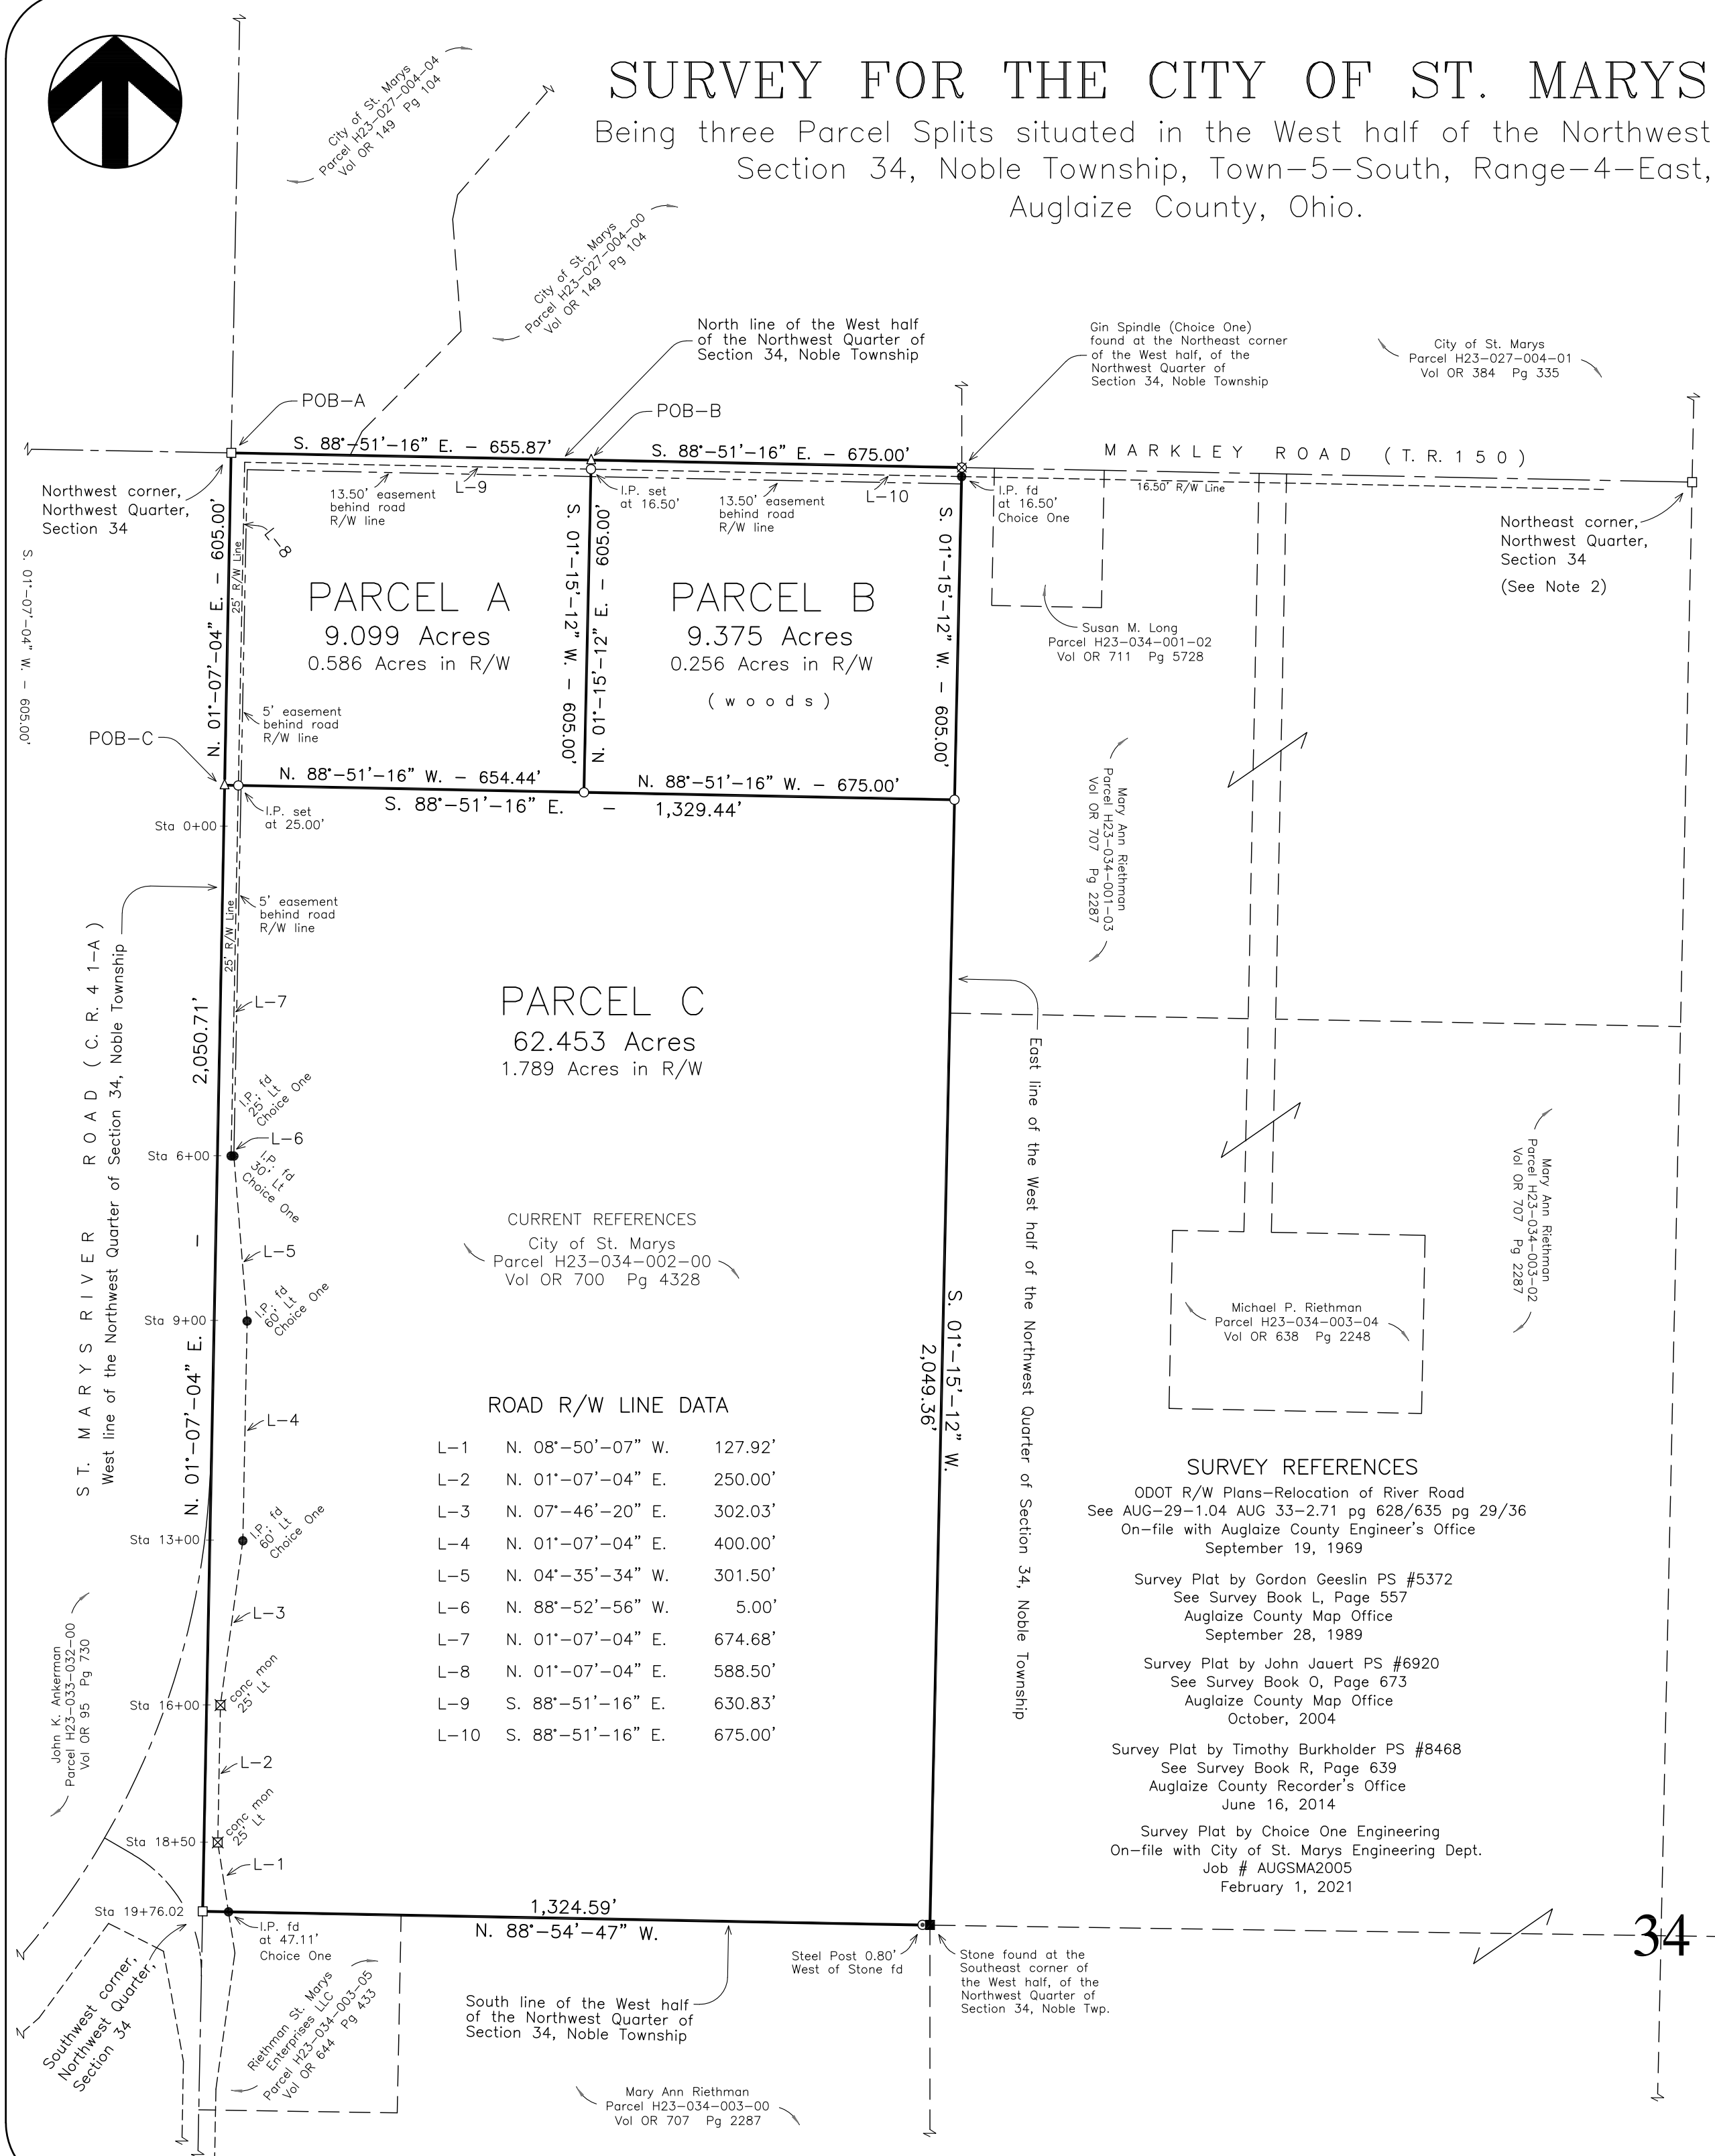 SURVEY FOR THE CITY OF ST. MARYS
Being three Parcel Splits situated in the West half of the Northwest
Section 34, Noble Township, Town-5-South, Range-4-East,
Auglaize County, Ohio.
City of St. Marys
Parcel H23-027-004-04
Vol OR 149 Pg 104
City of St. Marys
Parcel H23-027-004-00
Vol OR 149 Pg 104
North line of the West half
of the Northwest Quarter of
Section 34, Noble Township
Gin Spindle (Choice One)
found at the Northeast corner
of the West half, of the
Northwest Quarter of
Section 34, Noble Township
City of St. Marys
Parcel H23-027-004-01
Vol OR 384 Pg 335
POB-A
POB-B
S. 88°-51'-16" E. - 655.87'
S. 88°-51'-16" E. - 675.00'
MARKLEY ROAD (T.R.150)
16.50' R/W Line
Northwest corner,
Northwest Quarter,
Section 34
13.50' easement
behind road
R/W line
L-9
I.P. set
at 16.50'
13.50' easement
behind road
R/W line
L-10
I.P. fd
at 16.50'
Choice One
Northeast corner,
Northwest Quarter,
Section 34
(See Note 2)
S. 01°-07'-04" W. - 605.00'
N. 01°-07'-04" E. - 605.00'
25' R/W Line
L-8
PARCEL A
9.099 Acres
0.586 Acres in R/W
S. 01°-15'-12" W. - 605.00'
N. 01°-15'-12" E. - 605.00'
PARCEL B
9.375 Acres
0.256 Acres in R/W
(woods)
S. 01°-15'-12" W. - 605.00'
Susan M. Long
Parcel H23-034-001-02
Vol OR 711 Pg 5728
5' easement
behind road
R/W line
POB-C
N. 88°-51'-16" W. - 654.44'
N. 88°-51'-16" W. - 675.00'
S. 88°-51'-16" E. - 1,329.44'
I.P. set
at 25.00'
Sta 0+00
Mary Ann Riethman
Parcel H23-034-001-03
Vol OR 707 Pg 2287
5' easement
behind road
R/W line
25' R/W Line
ST. MARYS RIVER ROAD (C. R. 4 1-A)
West line of the Northwest Quarter of Section 34, Noble Township
N. 01°-07'-04" E. - 2,050.71'
L-7
PARCEL C
62.453 Acres
1.789 Acres in R/W
I.P. fd
25' Lt
Choice One
L-6
Sta 6+00
I.P. fd
30' Lt
Choice One
East line of the West half of the Northwest Quarter of Section 34, Noble Township
CURRENT REFERENCES
City of St. Marys
Parcel H23-034-002-00
Vol OR 700 Pg 4328
L-5
I.P. fd
60' Lt
Choice One
Sta 9+00
S. 01°-15'-12" W.
2,049.36'
Mary Ann Riethman
Parcel H23-034-003-02
Vol OR 707 Pg 2287
Michael P. Riethman
Parcel H23-034-003-04
Vol OR 638 Pg 2248
L-4
ROAD R/W LINE DATA
L-1 N. 08°-50'-07" W. 127.92'
L-2 N. 01°-07'-04" E. 250.00'
L-3 N. 07°-46'-20" E. 302.03'
L-4 N. 01°-07'-04" E. 400.00'
L-5 N. 04°-35'-34" W. 301.50'
L-6 N. 88°-52'-56" W. 5.00'
L-7 N. 01°-07'-04" E. 674.68'
L-8 N. 01°-07'-04" E. 588.50'
L-9 S. 88°-51'-16" E. 630.83'
L-10 S. 88°-51'-16" E. 675.00'
Sta 13+00
I.P. fd
60' Lt
Choice One
L-3
John K. Ankerman
Parcel H23-033-032-00
Vol OR 95 Pg 730
Sta 16+00
conc mon
25' Lt
L-2
Sta 18+50
conc mon
25' Lt
L-1
SURVEY REFERENCES
ODOT R/W Plans-Relocation of River Road
See AUG-29-1.04 AUG 33-2.71 pg 628/635 pg 29/36
On-file with Auglaize County Engineer's Office
September 19, 1969
Survey Plat by Gordon Geeslin PS #5372
See Survey Book L, Page 557
Auglaize County Map Office
September 28, 1989
Survey Plat by John Jauert PS #6920
See Survey Book O, Page 673
Auglaize County Map Office
October, 2004
Survey Plat by Timothy Burkholder PS #8468
See Survey Book R, Page 639
Auglaize County Recorder's Office
June 16, 2014
Survey Plat by Choice One Engineering
On-file with City of St. Marys Engineering Dept.
Job # AUGSMA2005
February 1, 2021
Sta 19+76.02
1,324.59'
N. 88°-54'-47" W.
I.P. fd
at 47.11'
Choice One
Steel Post 0.80'
West of Stone fd
Stone found at the
Southeast corner of
the West half, of the
Northwest Quarter of
Section 34, Noble Twp.
34
Southwest corner,
Northwest Quarter,
Section 34
Riethman St. Marys
Enterprises LLC
Parcel H23-034-003-05
Vol OR 644 Pg 433
South line of the West half
of the Northwest Quarter of
Section 34, Noble Township
Mary Ann Riethman
Parcel H23-034-003-00
Vol OR 707 Pg 2287